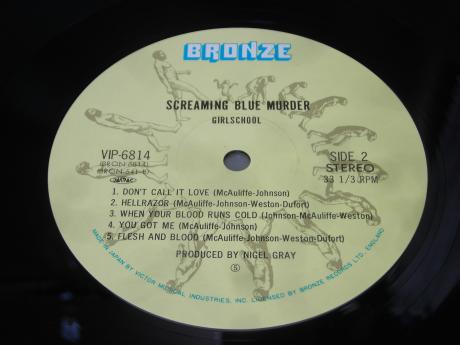 BRONZE
SCREAMING BLUE MURDER
GIRLSCHOOL
VIP-6814
SIDE 2
STEREO
33 1/3 RPM
JASRAC
1. DON'T CALL IT LOVE (McAuliffe-Johnson)
2. HELLRAZOR (McAuliffe-Johnson-Weston-Dufort)
3. WHEN YOUR BLOOD RUNS COLD (Johnson-McAuliffe-Weston)
4. YOU GOT ME (McAuliffe-Johnson)
5. FLESH AND BLOOD (McAuliffe-Johnson-Weston-Dufort)
PRODUCED BY NIGEL GRAY
Ⓢ
MADE IN JAPAN BY VICTOR MUSICAL INDUSTRIES, INC. LICENSED BY BRONZE RECORDS LTD, ENGLAND